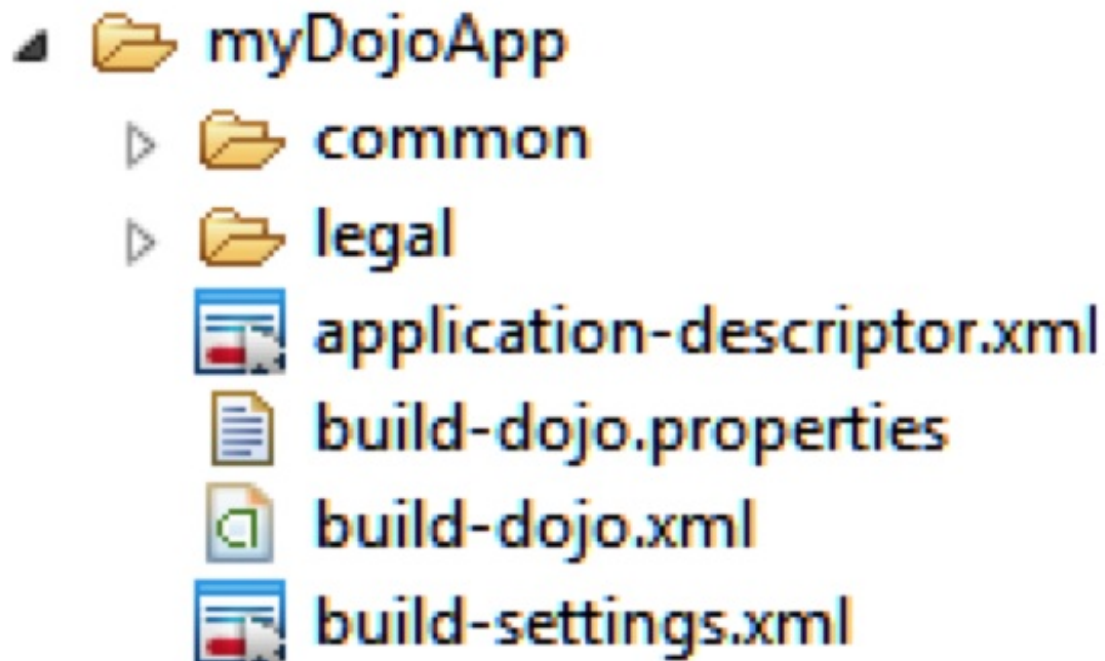 myDojoApp
common
legal
application-descriptor.xml
build-dojo.properties
build-dojo.xml
build-settings.xml